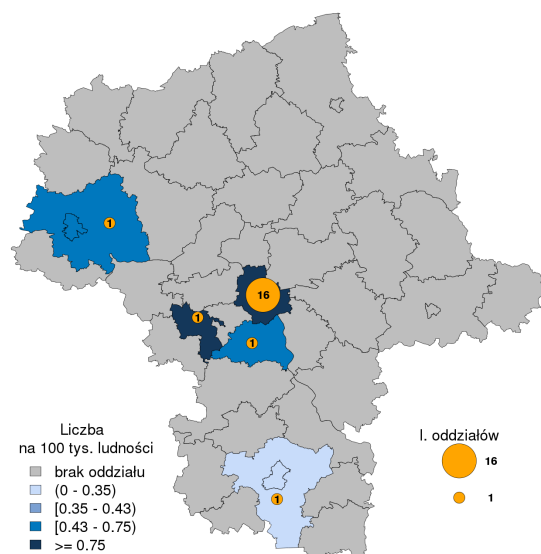 1
16
1
1
1
Liczba
na 100 tys. ludności
brak oddziału
(0 - 0.35)
[0.35 - 0.43)
[0.43 - 0.75)
>= 0.75
l. oddziałów
16
1